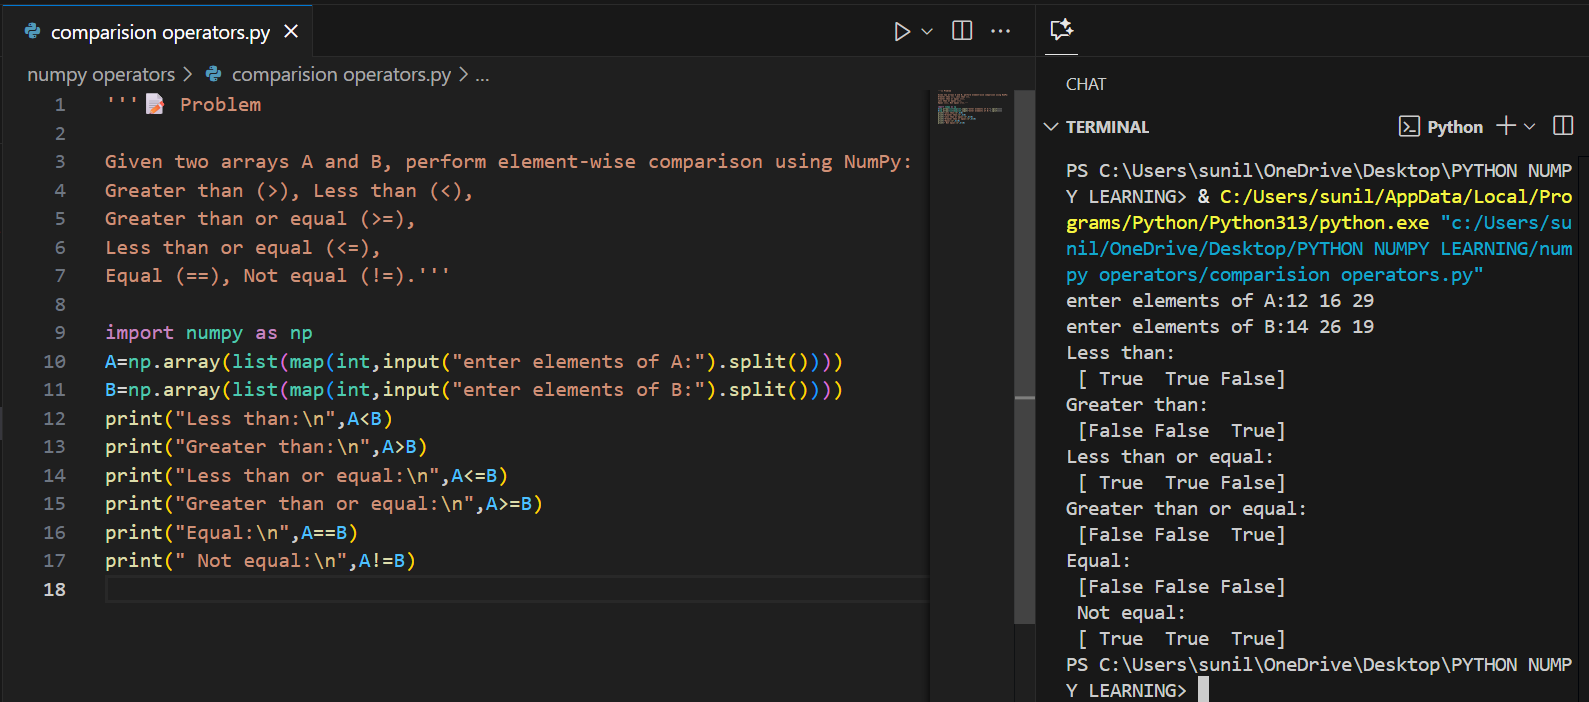 comparision operators.py
numpy operators > comparision operators.py > ...
1 '''📝 Problem
2
3 Given two arrays A and B, perform element-wise comparison using NumPy:
4 Greater than (>), Less than (<),
5 Greater than or equal (>=),
6 Less than or equal (<=),
7 Equal (==), Not equal (!=).'''
8
9 import numpy as np
10 A=np.array(list(map(int,input("enter elements of A:").split())))
11 B=np.array(list(map(int,input("enter elements of B:").split())))
12 print("Less than:\n",A<B)
13 print("Greater than:\n",A>B)
14 print("Less than or equal:\n",A<=B)
15 print("Greater than or equal:\n",A>=B)
16 print("Equal:\n",A==B)
17 print(" Not equal:\n",A!=B)
18
CHAT
TERMINAL
Python
PS C:\Users\sunil\OneDrive\Desktop\PYTHON NUMP
Y LEARNING> & C:/Users/sunil/AppData/Local/Pro
grams/Python/Python313/python.exe "c:/Users/su
nil/OneDrive/Desktop/PYTHON NUMPY LEARNING/num
py operators/comparision operators.py"
enter elements of A:12 16 29
enter elements of B:14 26 19
Less than:
 [ True  True False]
Greater than:
 [False False  True]
Less than or equal:
 [ True  True False]
Greater than or equal:
 [False False  True]
Equal:
 [False False False]
 Not equal:
 [ True  True  True]
PS C:\Users\sunil\OneDrive\Desktop\PYTHON NUMP
Y LEARNING>